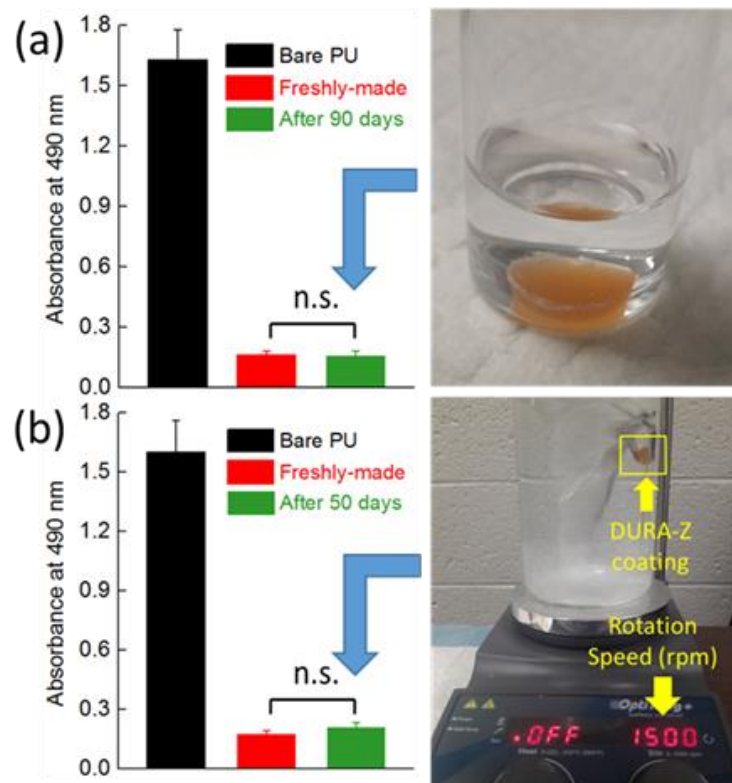 (a)
Absorbance at 490 nm
1.8
1.5
1.2
0.9
0.6
0.3
0.0
Bare PU
Freshly-made
After 90 days
n.s.
(b)
Absorbance at 490 nm
1.8
1.5
1.2
0.9
0.6
0.3
0.0
Bare PU
Freshly-made
After 50 days
n.s.
DURA-Z
coating
Rotation
Speed (rpm)
OFF
1500